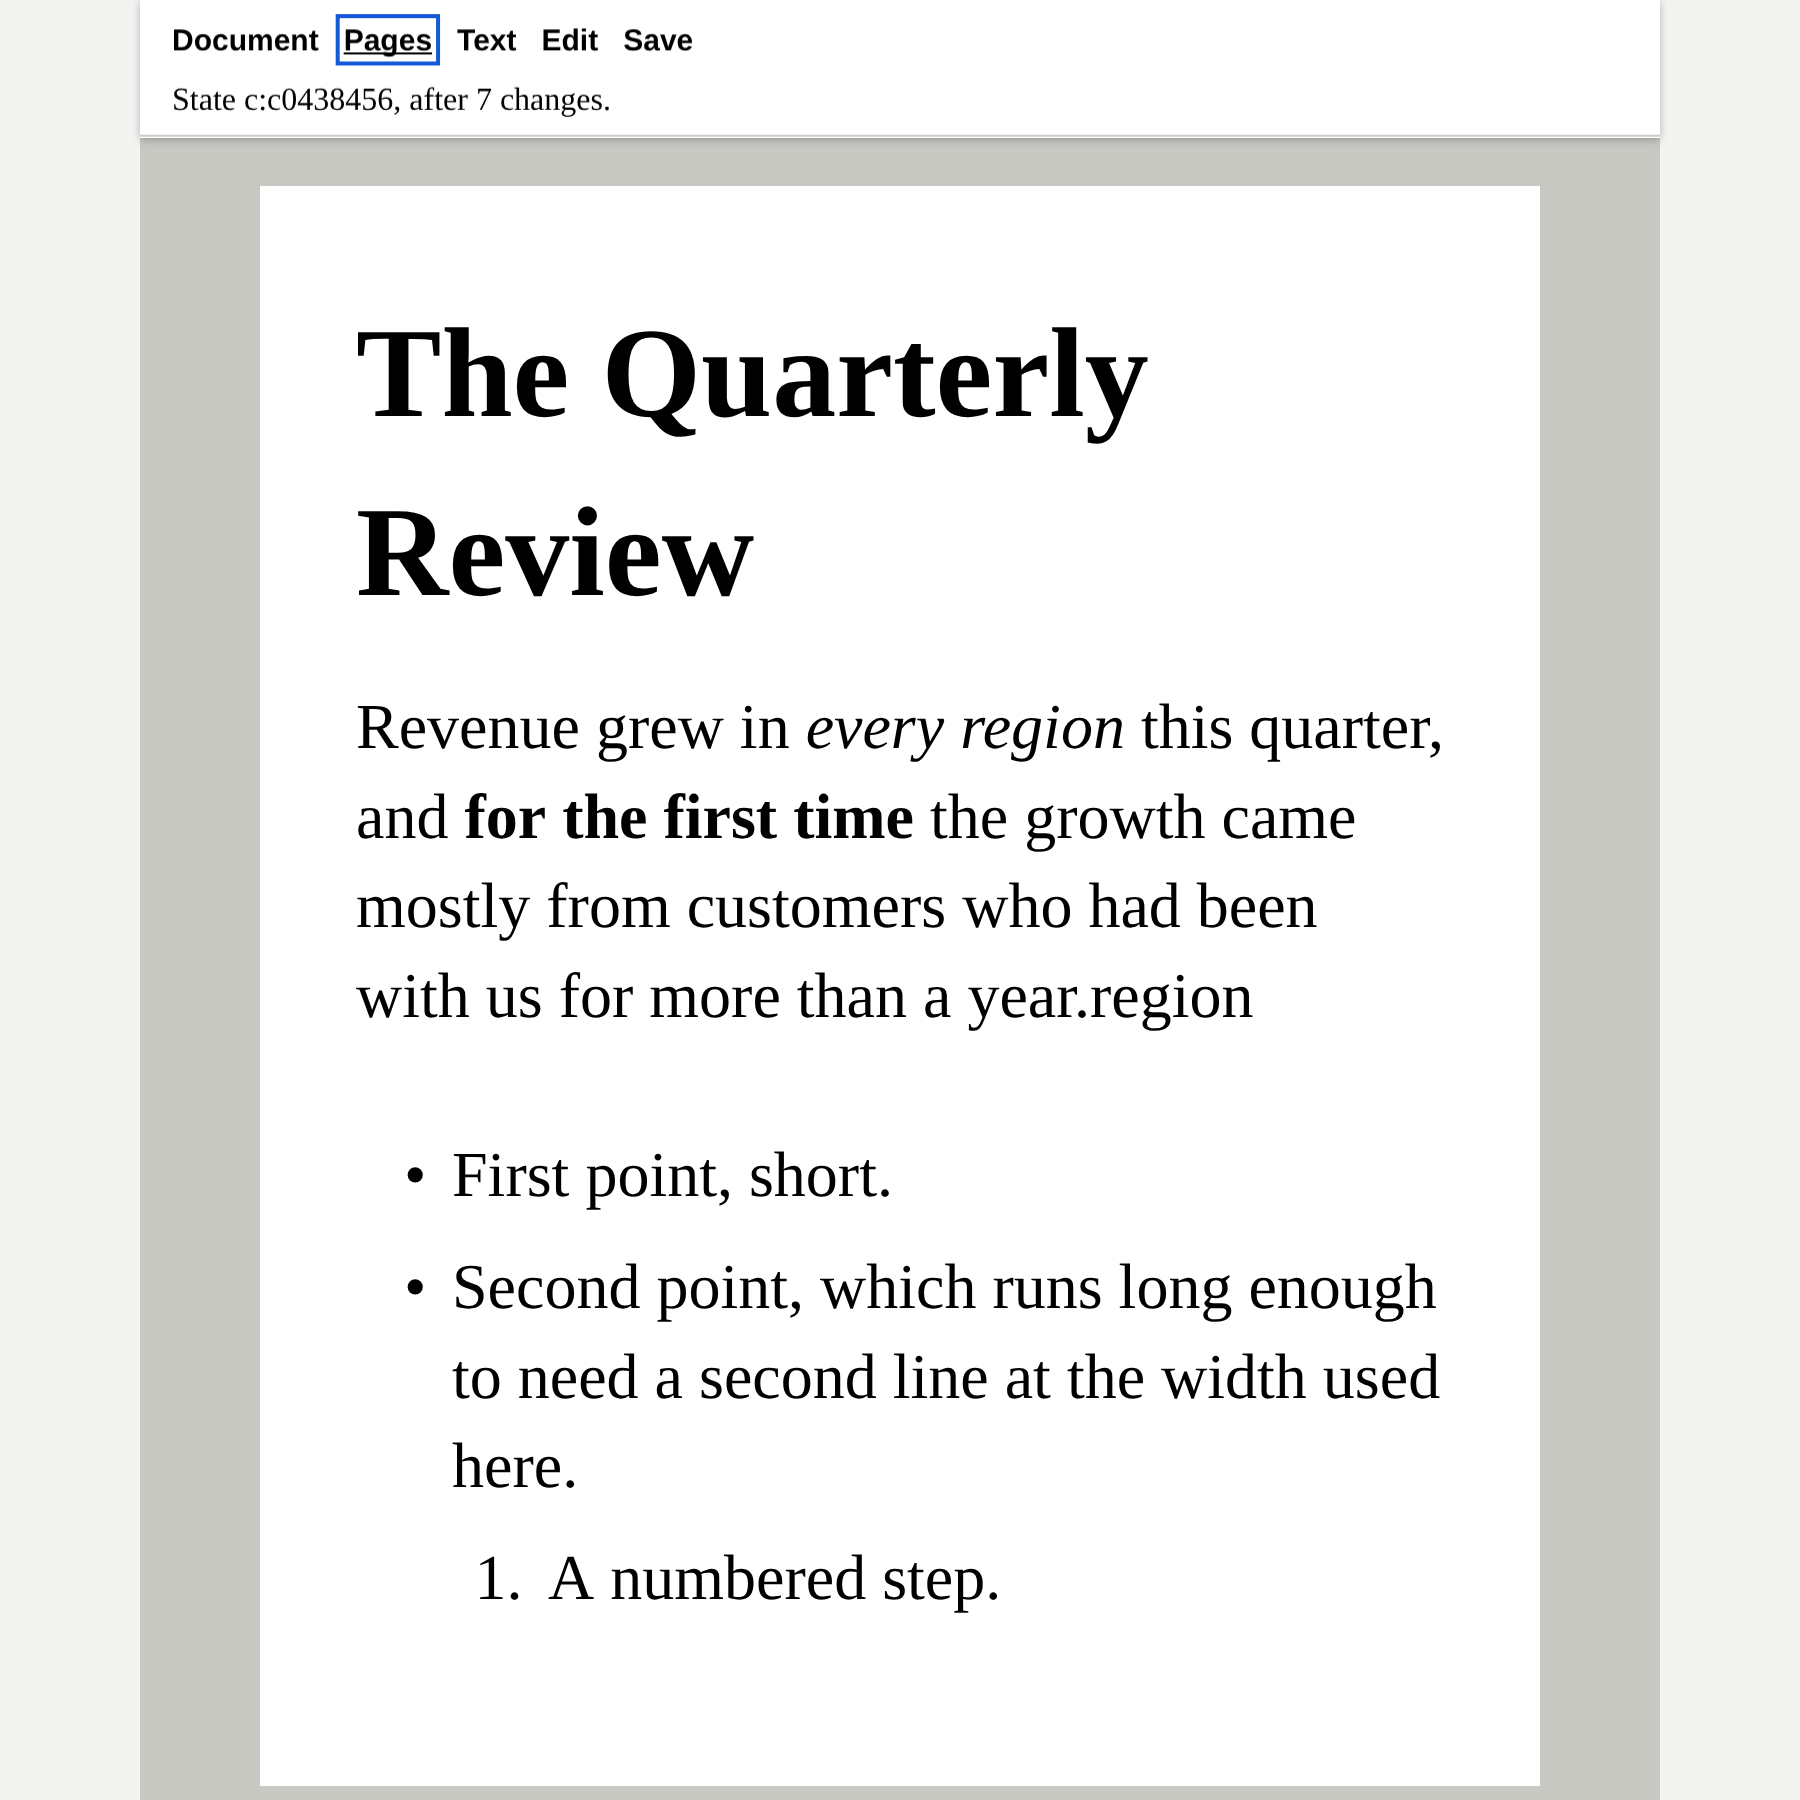 Document Pages Text Edit Save
State c:c0438456, after 7 changes.
The Quarterly
Review
Revenue grew in every region this quarter,
and for the first time the growth came
mostly from customers who had been
with us for more than a year.region
• First point, short.
• Second point, which runs long enough
to need a second line at the width used
here.
1. A numbered step.